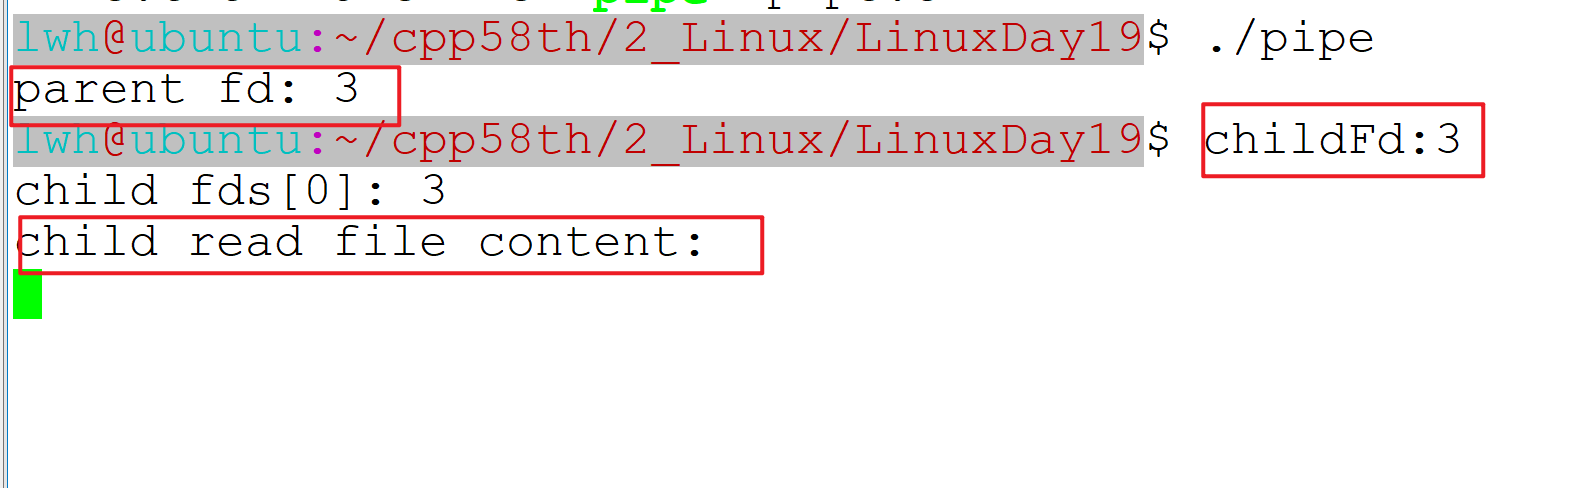 pipe
lwh@ubuntu:~/cpp58th/2_Linux/LinuxDay19$ ./pipe
parent fd: 3
lwh@ubuntu:~/cpp58th/2_Linux/LinuxDay19$ childFd:3
child fds[0]: 3
child read file content: